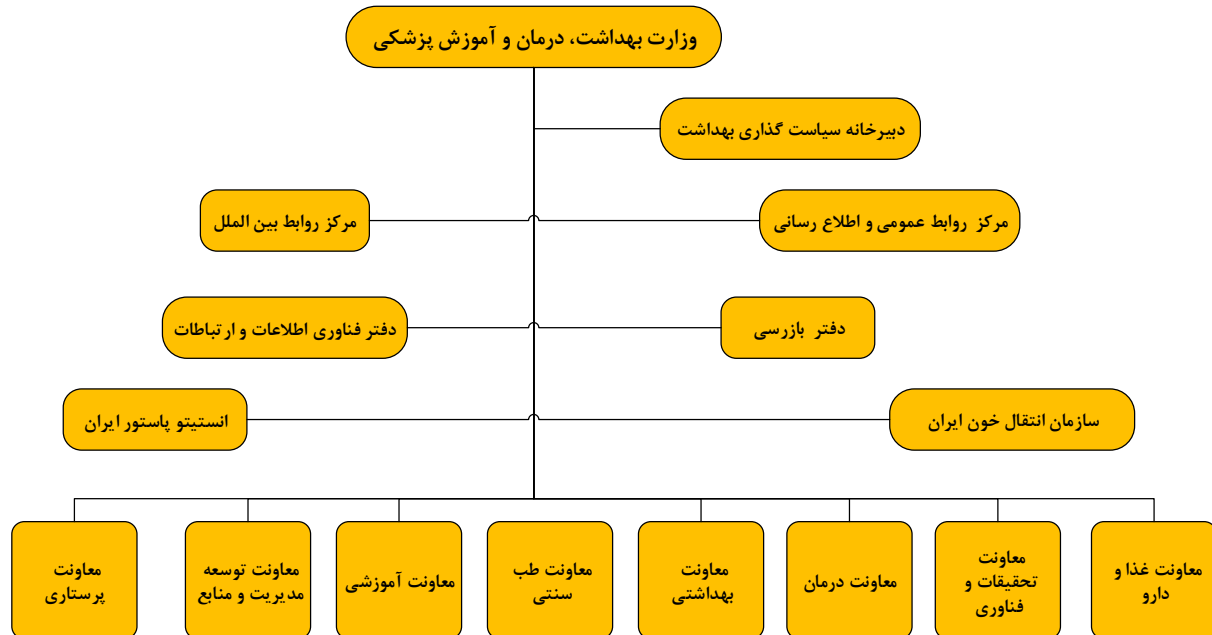 وزارت بهداشت، درمان و آموزش پزشکی
دبیرخانه سیاست گذاری بهداشت
مرکز روابط عمومی و اطلاع رسانی
مرکز روابط بین الملل
دفتر بازرسی
دفتر فناوری اطلاعات و ارتباطات
سازمان انتقال خون ایران
انستیتو پاستور ایران
معاونت غذا و
دارو
معاونت
تحقیقات و
فناوری
معاونت درمان
معاونت
بهداشتی
معاونت طب
سنتی
معاونت آموزشی
معاونت توسعه
مدیریت و منابع
معاونت
پرستاری